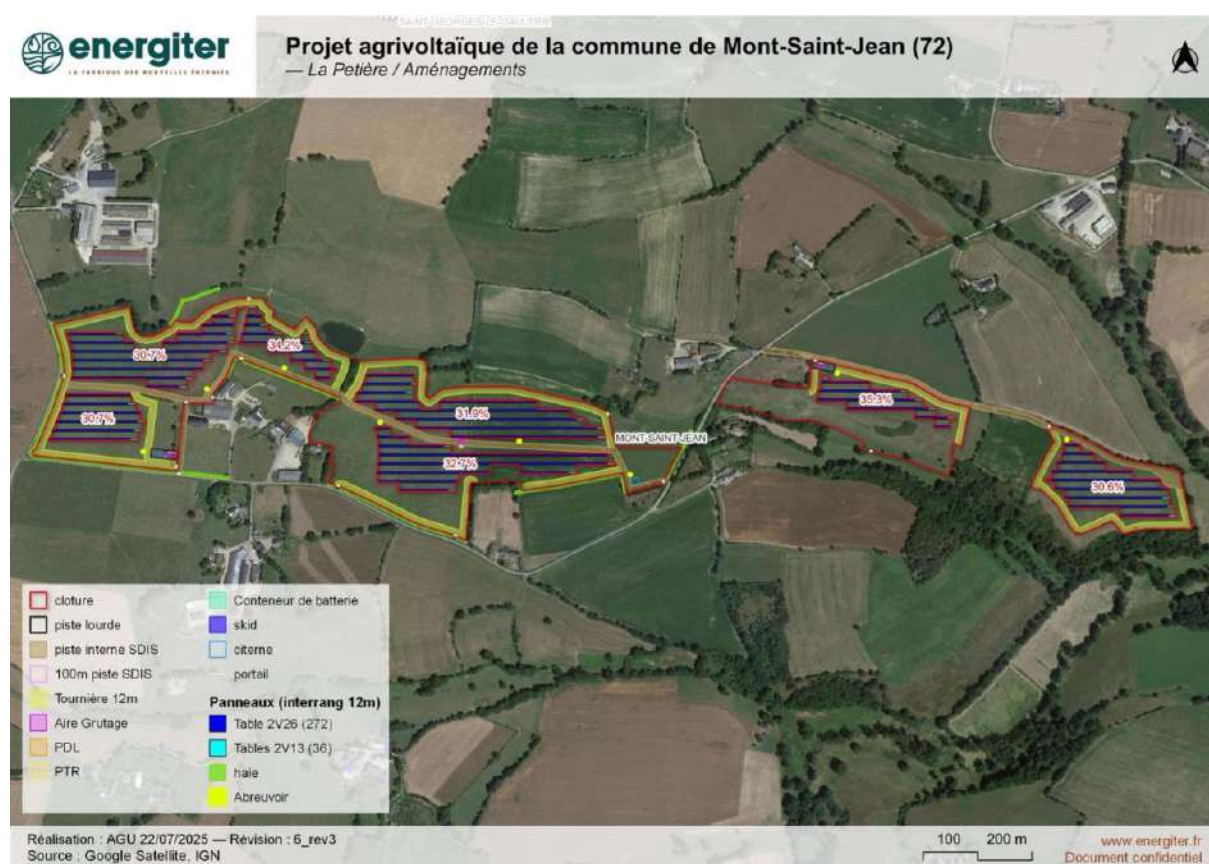 SAINT-GEORGES-LE-GAULTIER
energiter
LA FABRIQUE DES NOUVELLES ÉNERGIES
Projet agrivoltaïque de la commune de Mont-Saint-Jean (72)
— La Petière / Aménagements
30.7%
34.2%
30.7%
31.9%
32.7%
MONT-SAINT-JEAN
35.3%
30.6%
cloture
piste lourde
piste interne SDIS
100m piste SDIS
Tournière 12m
Aire Grutage
PDL
PTR
Conteneur de batterie
skid
citerne
portail
Panneaux (interrang 12m)
Table 2V26 (272)
Tables 2V13 (36)
haie
Abreuvoir
Réalisation : AGU 22/07/2025 — Révision : 6_rev3
Source : Google Satellite, IGN
100 200 m
www.energiter.fr
Document confidentiel